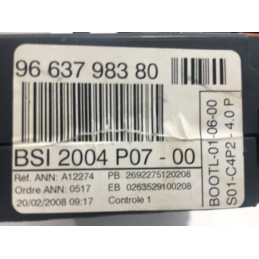 96 637 983 80
BSI 2004 P07 - 00
Réf. ANN: A12274 PB 2692275120208
Ordre ANN: 0517 EB 0263529100208
20/02/2008 09:17 Controle 1
BOOTL-01-06-00
S01-C4P2 - 4.0 P